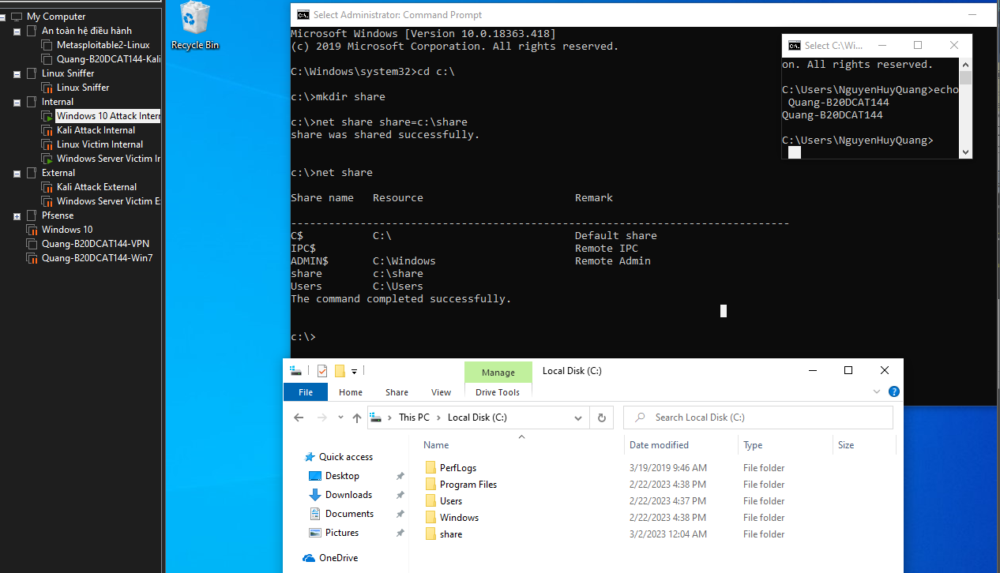 My Computer
An toàn hệ điều hành
Metasploitable2-Linux
Quang-B20DCAT144-Kali
Linux Sniffer
Linux Sniffer
Internal
Windows 10 Attack Inter
Kali Attack Internal
Linux Victim Internal
Windows Server Victim Ir
External
Kali Attack External
Windows Server Victim E
Pfsense
Windows 10
Quang-B20DCAT144-VPN
Quang-B20DCAT144-Win7
Recycle Bin
Select Administrator: Command Prompt
Microsoft Windows [Version 10.0.18363.418]
(c) 2019 Microsoft Corporation. All rights reserved.
C:\Windows\system32>cd c:\
c:\>mkdir share
c:\>net share share=c:\share
share was shared successfully.
c:\>net share
Share name Resource Remark
-------------------------------------------------------------------------------
C$ C:\ Default share
IPC$ Remote IPC
ADMIN$ C:\Windows Remote Admin
share c:\share
Users C:\Users
The command completed successfully.
c:\>
Select C:\Wi...
on. All rights reserved.
C:\Users\NguyenHuyQuang>echo
Quang-B20DCAT144
Quang-B20DCAT144
C:\Users\NguyenHuyQuang>
Manage Local Disk (C:)
File Home Share View Drive Tools
This PC Local Disk (C:) Search Local Disk (C:)
Quick access
Desktop
Downloads
Documents
Pictures
OneDrive
Name Date modified Type Size
PerfLogs 3/19/2019 9:46 AM File folder
Program Files 2/22/2023 4:38 PM File folder
Users 2/22/2023 4:37 PM File folder
Windows 2/22/2023 4:38 PM File folder
share 3/2/2023 12:04 AM File folder